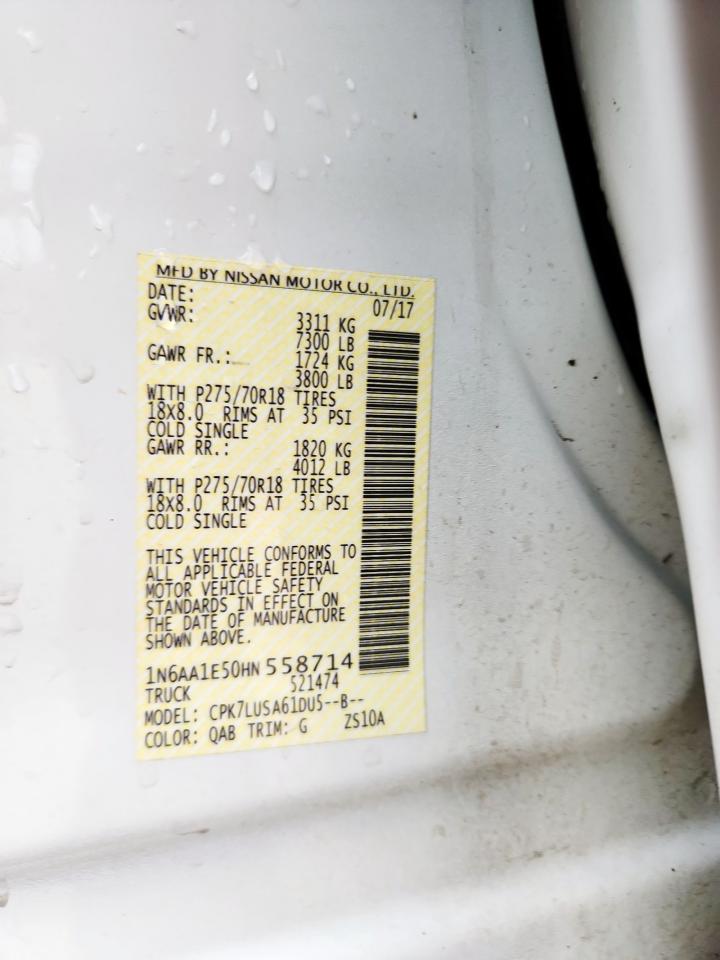 MFD BY NISSAN MOTOR CO., LTD.
DATE: 07/17
GVWR: 3311 KG
7300 LB
GAWR FR.: 1724 KG
3800 LB
WITH P275/70R18 TIRES
18X8.0 RIMS AT 35 PSI
COLD SINGLE
GAWR RR.: 1820 KG
4012 LB
WITH P275/70R18 TIRES
18X8.0 RIMS AT 35 PSI
COLD SINGLE
THIS VEHICLE CONFORMS TO
ALL APPLICABLE FEDERAL
MOTOR VEHICLE SAFETY
STANDARDS IN EFFECT ON
THE DATE OF MANUFACTURE
SHOWN ABOVE.
1N6AA1E50HN558714
TRUCK 521474
MODEL: CPK7LUSA61DU5--B--
COLOR: QAB TRIM: G ZS10A